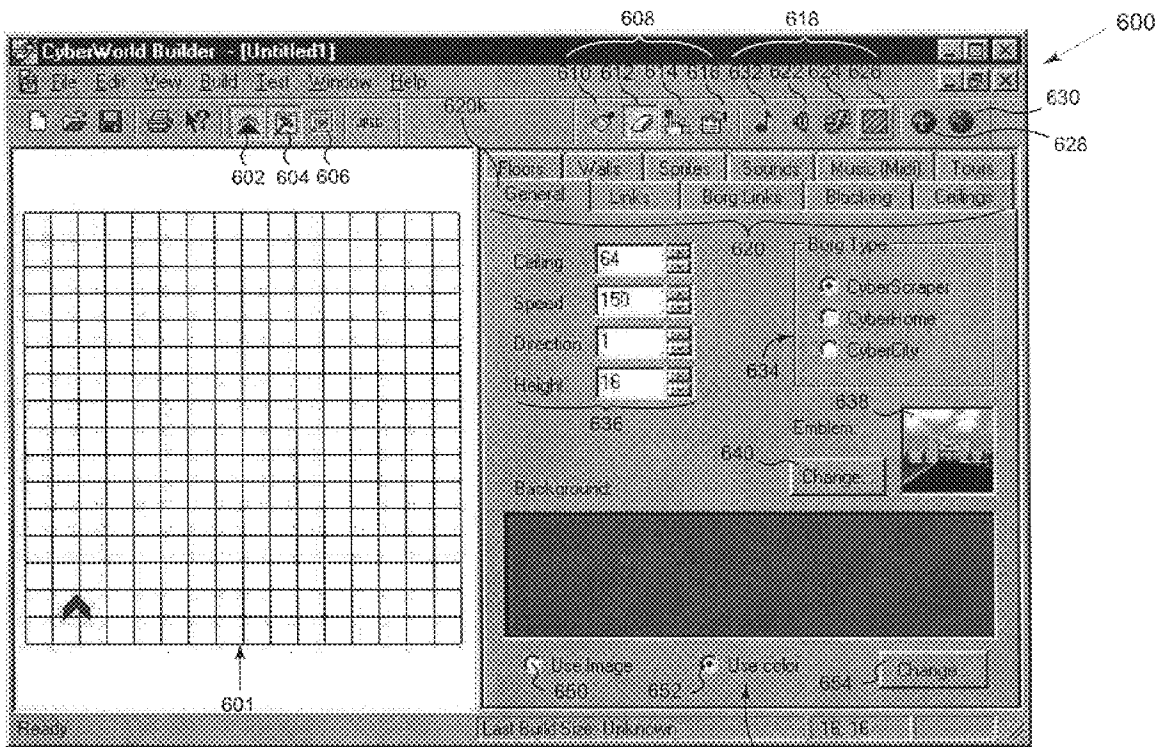 608 618 600
CyberWorld Builder - [Untitled1]
File Edit View Build Text Window Help
610 612 614 616 632 622 624 626
630
628
602 604 606
Floors Walls Sprites Sounds Music (Midi) Tours
General Links Borg Links Blocking Ceilings
620
Ceiling 64
Speed 150
Direction 1
Height 16
636
Borg Type
CyberScraper
CyberHome
CyberCity
634
638
Emblem
640
Change...
Background:
601
Use Image
Use color
Change...
650 652 654
Ready
Last Build Size: Unknown
16, 16